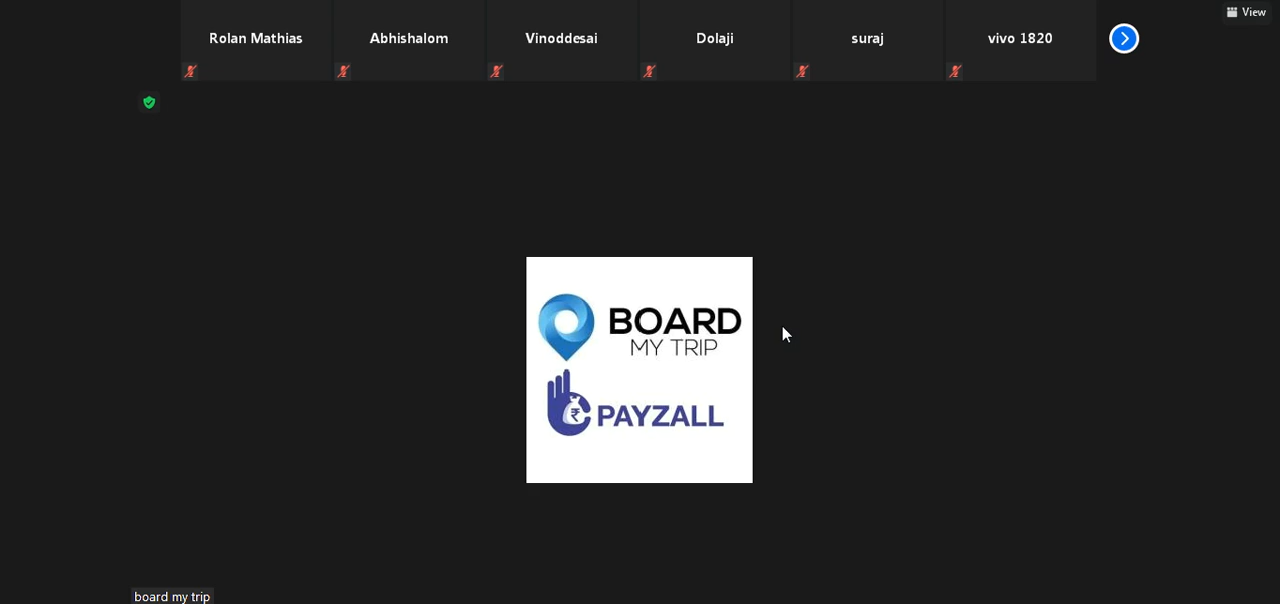 View
Rolan Mathias
Abhishalom
Vinoddesai
Dolaji
suraj
vivo 1820
BOARD
MY TRIP
₹
PAYZALL
board my trip